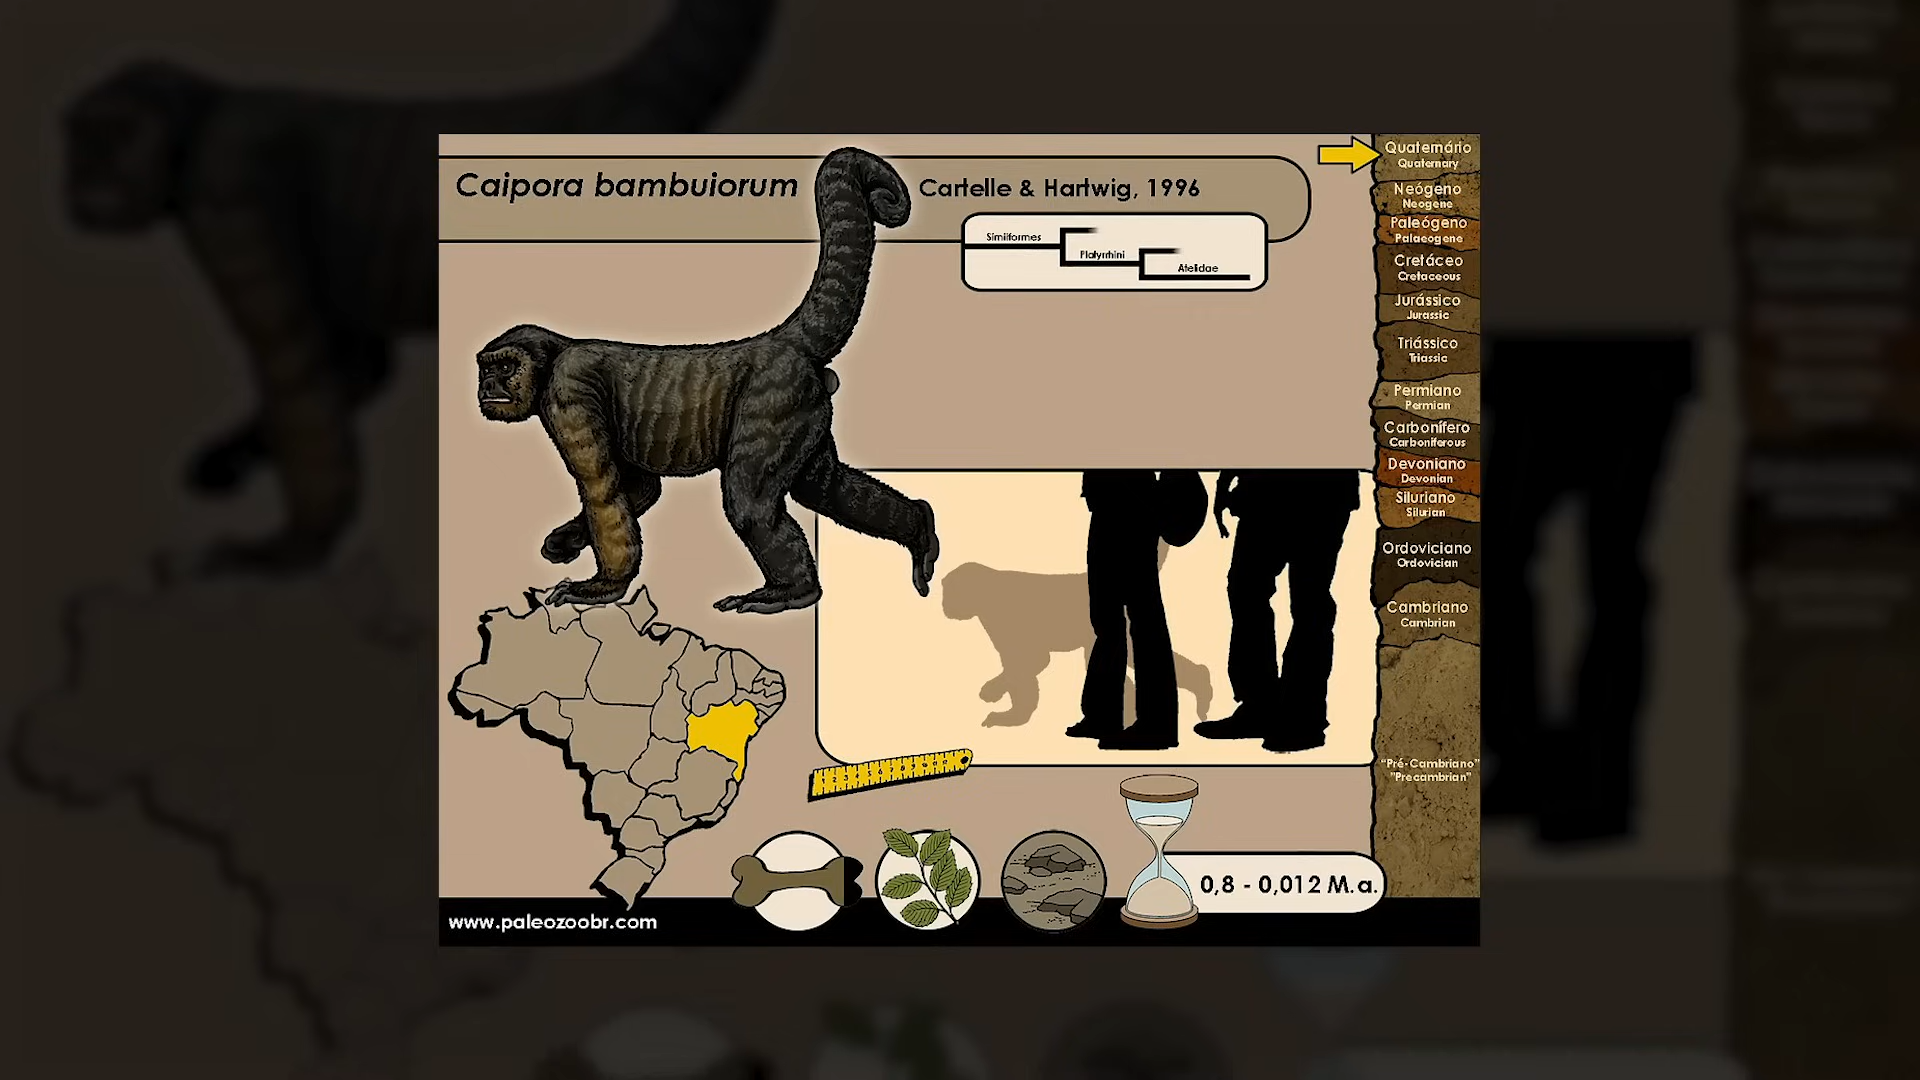 Caipora bambuiorum
Cartelle & Hartwig, 1996
Simiiformes
Platyrrhini
Atelidae
Quaternário
Quaternary
Neógeno
Neogene
Paleógeno
Palaeogene
Cretáceo
Cretaceous
Jurássico
Jurassic
Triássico
Triassic
Permiano
Permian
Carbonífero
Carboniferous
Devoniano
Devonian
Siluriano
Silurian
Ordoviciano
Ordovician
Cambriano
Cambrian
"Pré-Cambriano"
"Precambrian"
0,8 - 0,012 M.a.
www.paleozoobr.com